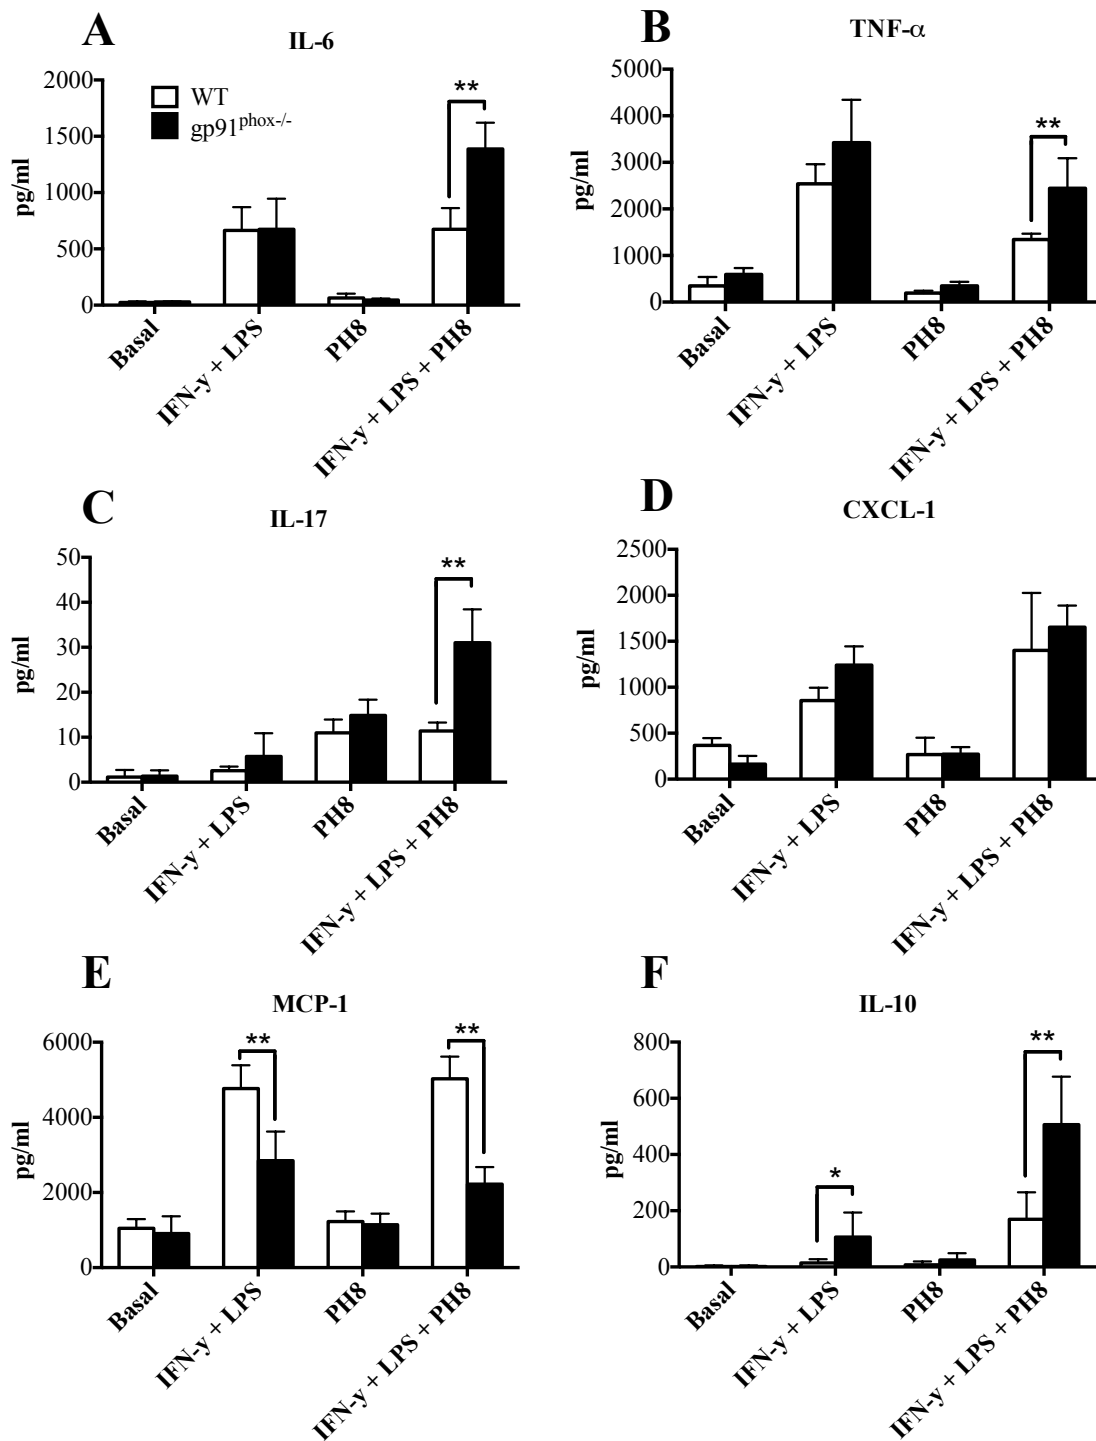 A
IL-6
2000
1500
1000
500
0
pg/ml
WT
gp91phox-/-
**
Basal
IFN-y + LPS
PH8
IFN-y + LPS + PH8
B
TNF-α
5000
4000
3000
2000
1000
0
pg/ml
**
Basal
IFN-y + LPS
PH8
IFN-y + LPS + PH8
C
IL-17
50
40
30
20
10
0
pg/ml
**
Basal
IFN-y + LPS
PH8
IFN-y + LPS + PH8
D
CXCL-1
2500
2000
1500
1000
500
0
pg/ml
Basal
IFN-y + LPS
PH8
IFN-y + LPS + PH8
E
MCP-1
6000
4000
2000
0
pg/ml
**
**
Basal
IFN-y + LPS
PH8
IFN-y + LPS + PH8
F
IL-10
800
600
400
200
0
pg/ml
*
**
Basal
IFN-y + LPS
PH8
IFN-y + LPS + PH8